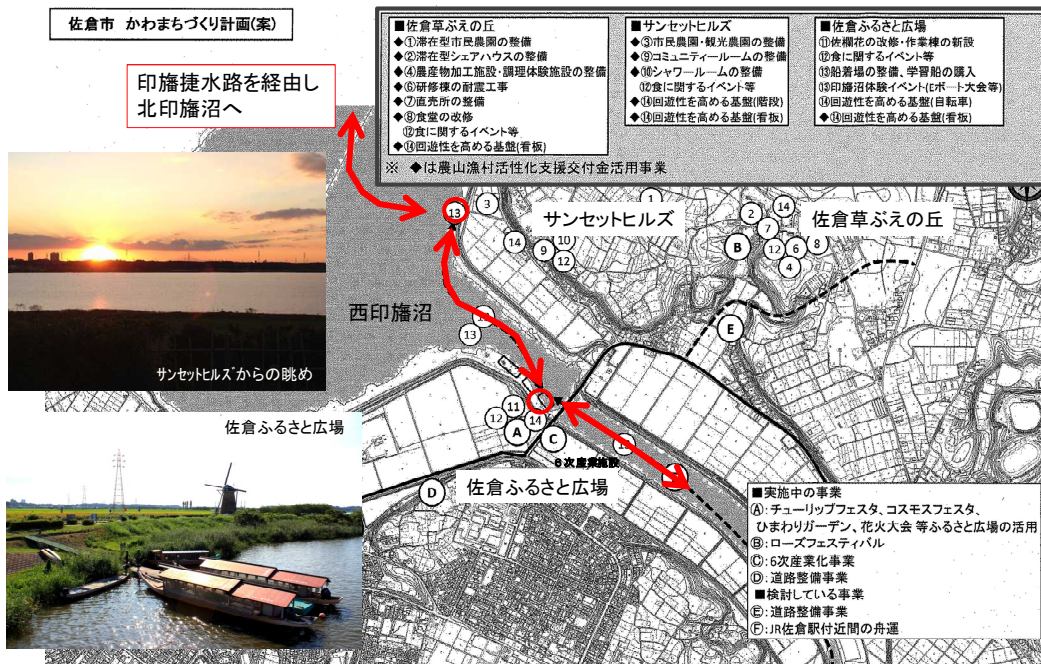 佐倉市 かわまちづくり計画(案)
■佐倉草ぶえの丘
◆①滞在型市民農園の整備
◆②滞在型シェアハウスの整備
◆④農産物加工施設・調理体験施設の整備
◆⑥研修棟の耐震工事
◆⑦直売所の整備
◆⑧食堂の改修
⑫食に関するイベント等
◆⑭回遊性を高める基盤(看板)
■サンセットヒルズ
◆③市民農園・観光農園の整備
◆⑨コミュニティールームの整備
◆⑩シャワールームの整備
⑫食に関するイベント等
◆⑭回遊性を高める基盤(階段)
◆⑭回遊性を高める基盤(看板)
■佐倉ふるさと広場
⑪佐欄花の改修・作業棟の新設
⑫食に関するイベント等
⑬船着場の整備、学習船の購入
⑬印旛沼体験イベント(Eボート大会等)
⑭回遊性を高める基盤(自転車)
◆⑭回遊性を高める基盤(看板)
※ ◆は農山漁村活性化支援交付金活用事業
印旛捷水路を経由し
北印旛沼へ
サンセットヒルズからの眺め
サンセットヒルズ
佐倉草ぶえの丘
13
3
1
14
9
10
12
2
14
7
B
12
6
8
4
E
西印旛沼
13
11
12
A
14
C
6次産業施設
D
佐倉ふるさと広場
佐倉ふるさと広場
■実施中の事業
Ⓐ:チューリップフェスタ、コスモスフェスタ、
ひまわりガーデン、花火大会 等ふるさと広場の活用
Ⓑ:ローズフェスティバル
Ⓒ:6次産業化事業
Ⓓ:道路整備事業
■検討している事業
Ⓔ:道路整備事業
Ⓕ:JR佐倉駅付近間の舟運